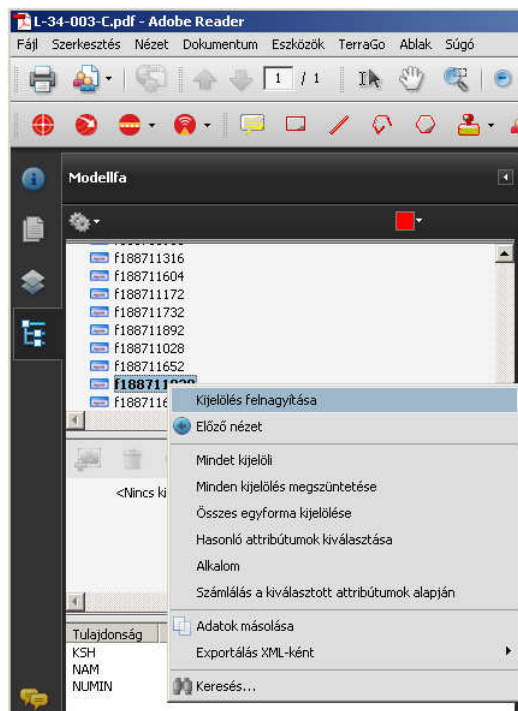 L-34-003-C.pdf - Adobe Reader
Fájl Szerkesztés Nézet Dokumentum Eszközök TerraGo Ablak Súgó
1 / 1
Modellfa
f188711316
f188711604
f188711172
f188711732
f188711892
f188711028
f188711652
Kijelölés felnagyítása
Előző nézet
Mindet kijelöli
Minden kijelölés megszüntetése
<Nincs ki
Összes egyforma kijelölése
Hasonló attribútumok kiválasztása
Alkalom
Számlálás a kiválasztott attribútumok alapján
Adatok másolása
Tulajdonság
Exportálás XML-ként
KSH
NAM
NUMIN
Keresés...